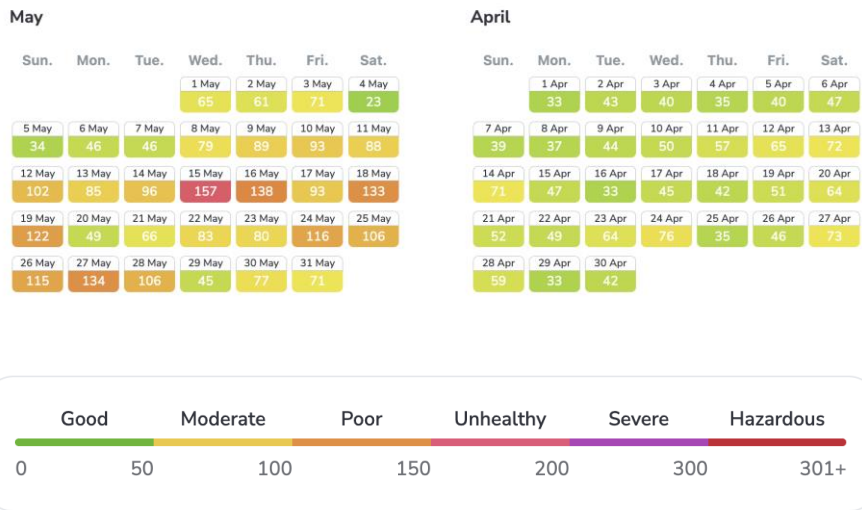 May
Sun. Mon. Tue. Wed. Thu. Fri. Sat.
1 May 2 May 3 May 4 May
65 61 71 23
5 May 6 May 7 May 8 May 9 May 10 May 11 May
34 46 46 79 89 93 88
12 May 13 May 14 May 15 May 16 May 17 May 18 May
102 85 96 157 138 93 133
19 May 20 May 21 May 22 May 23 May 24 May 25 May
122 49 66 83 80 116 106
26 May 27 May 28 May 29 May 30 May 31 May
115 134 106 45 77 71
April
Sun. Mon. Tue. Wed. Thu. Fri. Sat.
1 Apr 2 Apr 3 Apr 4 Apr 5 Apr 6 Apr
33 43 40 35 40 47
7 Apr 8 Apr 9 Apr 10 Apr 11 Apr 12 Apr 13 Apr
39 37 44 50 57 65 72
14 Apr 15 Apr 16 Apr 17 Apr 18 Apr 19 Apr 20 Apr
71 47 33 45 42 51 64
21 Apr 22 Apr 23 Apr 24 Apr 25 Apr 26 Apr 27 Apr
52 49 64 76 35 46 73
28 Apr 29 Apr 30 Apr
59 33 42
Good Moderate Poor Unhealthy Severe Hazardous
0 50 100 150 200 300 301+